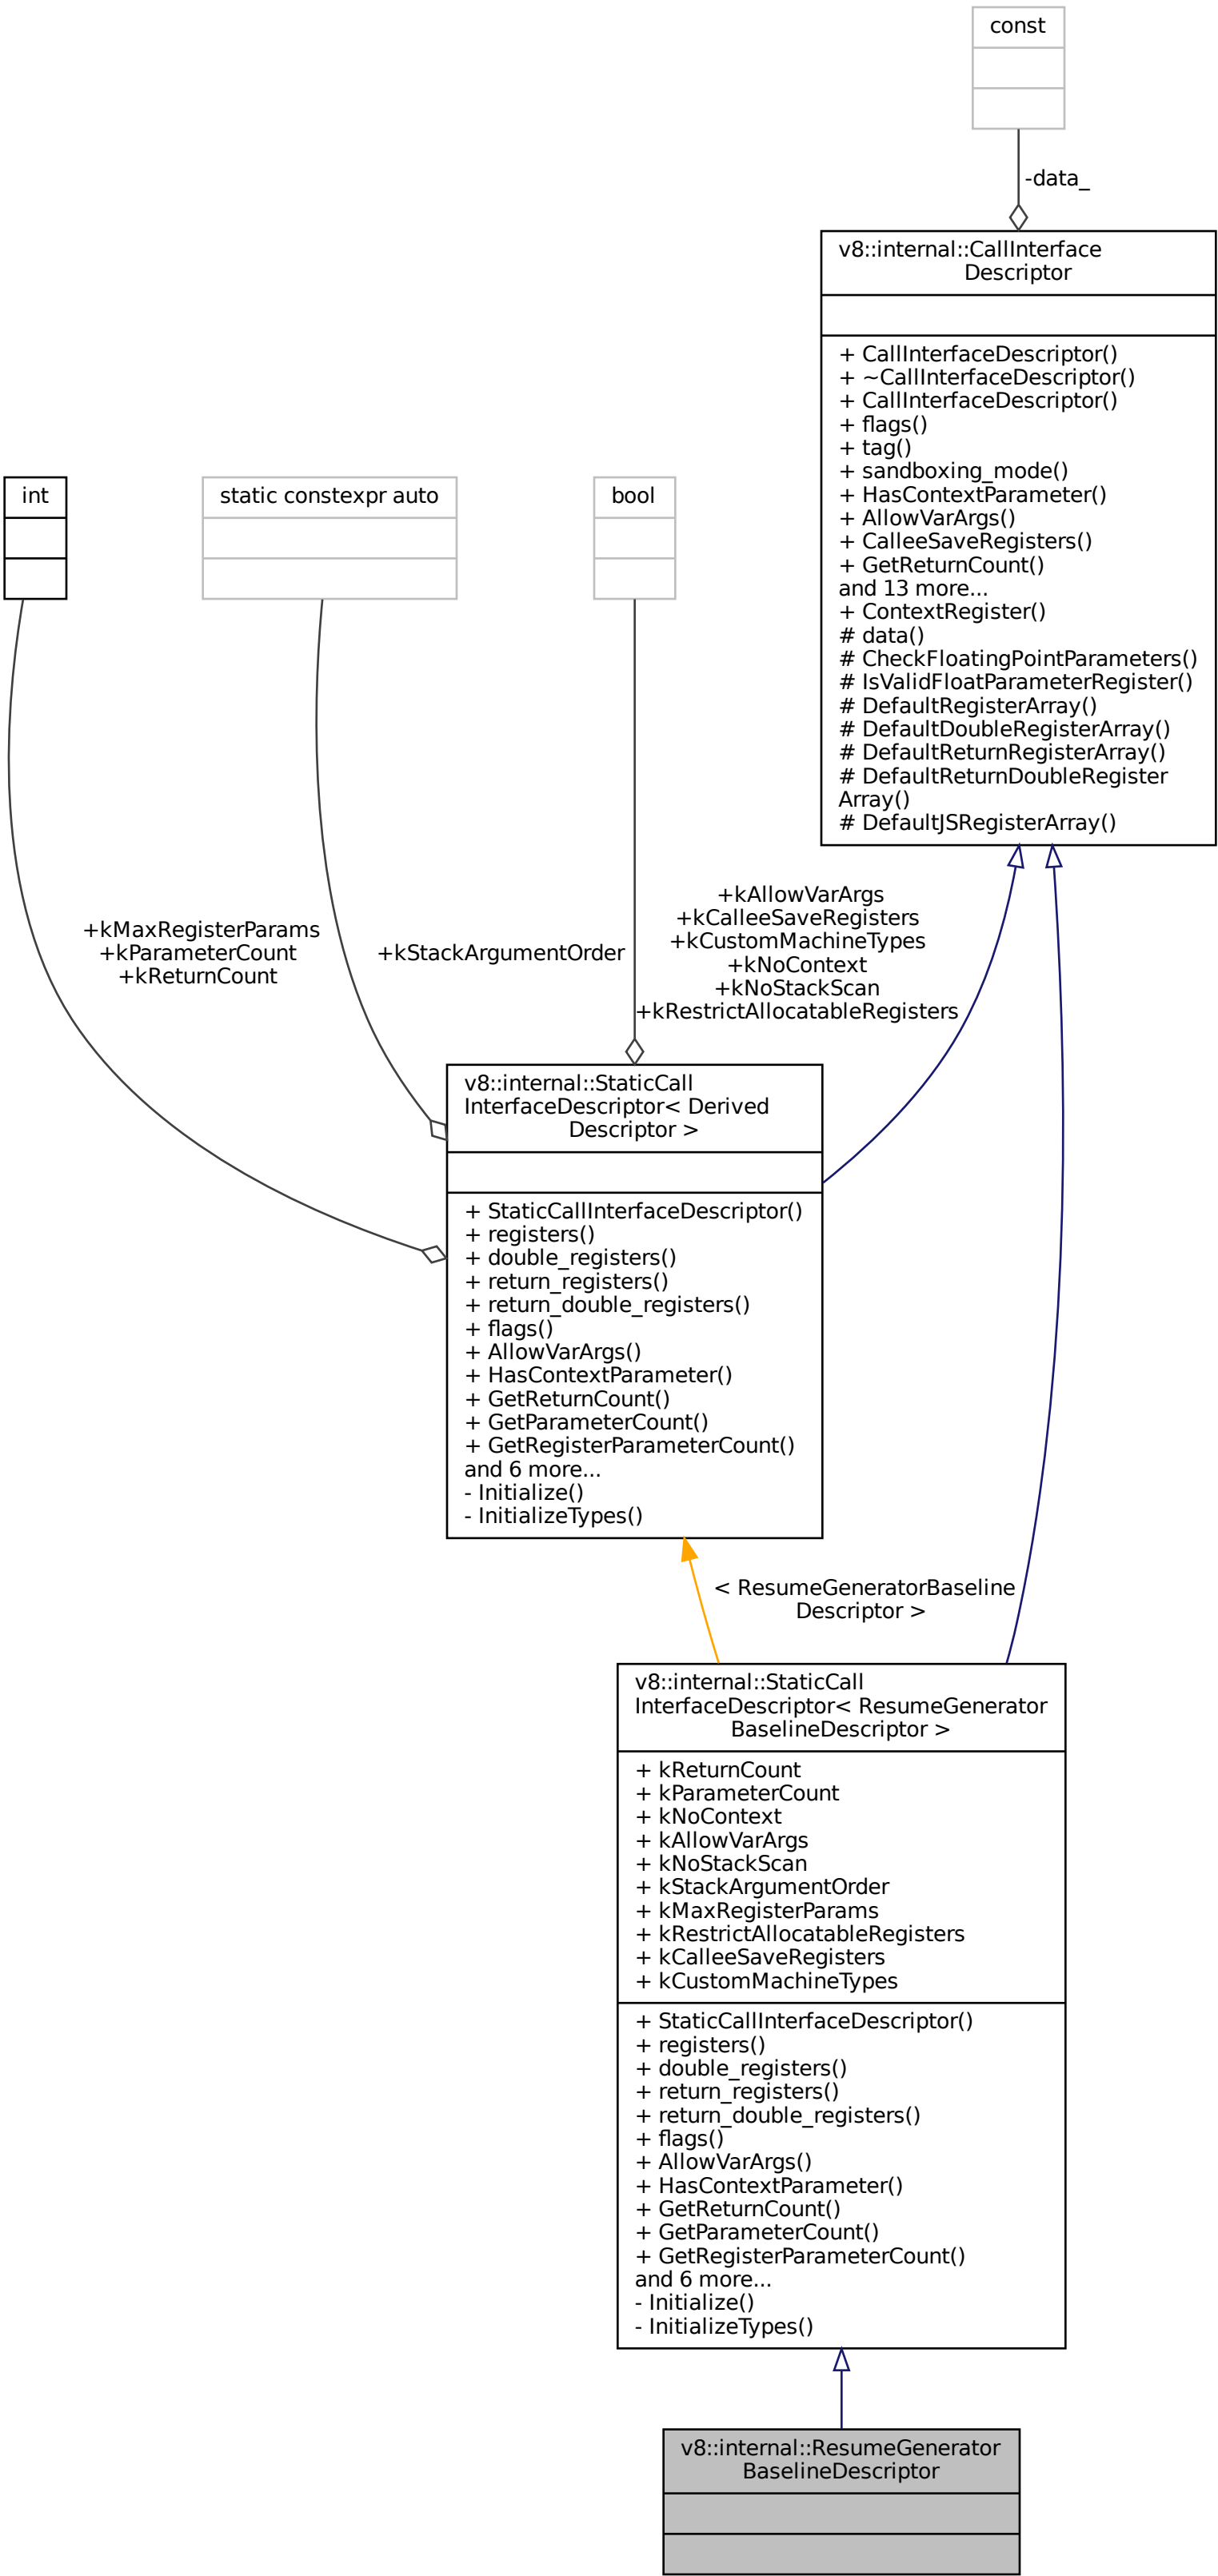 const
-data_
v8::internal::CallInterface
Descriptor
+ CallInterfaceDescriptor()
+ ~CallInterfaceDescriptor()
+ CallInterfaceDescriptor()
+ flags()
+ tag()
+ sandboxing_mode()
+ HasContextParameter()
+ AllowVarArgs()
+ CalleeSaveRegisters()
+ GetReturnCount()
and 13 more...
+ ContextRegister()
# data()
# CheckFloatingPointParameters()
# IsValidFloatParameterRegister()
# DefaultRegisterArray()
# DefaultDoubleRegisterArray()
# DefaultReturnRegisterArray()
# DefaultReturnDoubleRegister
Array()
# DefaultJSRegisterArray()
int
static constexpr auto
bool
+kMaxRegisterParams
+kParameterCount
+kReturnCount
+kStackArgumentOrder
+kAllowVarArgs
+kCalleeSaveRegisters
+kCustomMachineTypes
+kNoContext
+kNoStackScan
+kRestrictAllocatableRegisters
v8::internal::StaticCall
InterfaceDescriptor< Derived
Descriptor >
+ StaticCallInterfaceDescriptor()
+ registers()
+ double_registers()
+ return_registers()
+ return_double_registers()
+ flags()
+ AllowVarArgs()
+ HasContextParameter()
+ GetReturnCount()
+ GetParameterCount()
+ GetRegisterParameterCount()
and 6 more...
- Initialize()
- InitializeTypes()
< ResumeGeneratorBaseline
Descriptor >
v8::internal::StaticCall
InterfaceDescriptor< ResumeGenerator
BaselineDescriptor >
+ kReturnCount
+ kParameterCount
+ kNoContext
+ kAllowVarArgs
+ kNoStackScan
+ kStackArgumentOrder
+ kMaxRegisterParams
+ kRestrictAllocatableRegisters
+ kCalleeSaveRegisters
+ kCustomMachineTypes
+ StaticCallInterfaceDescriptor()
+ registers()
+ double_registers()
+ return_registers()
+ return_double_registers()
+ flags()
+ AllowVarArgs()
+ HasContextParameter()
+ GetReturnCount()
+ GetParameterCount()
+ GetRegisterParameterCount()
and 6 more...
- Initialize()
- InitializeTypes()
v8::internal::ResumeGenerator
BaselineDescriptor